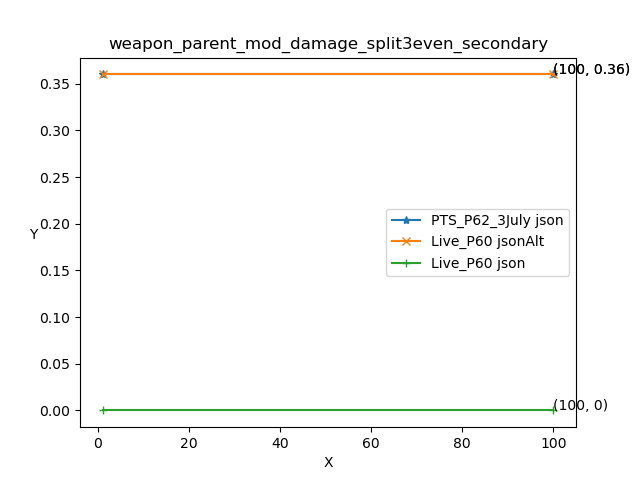 weapon_parent_mod_damage_split3even_secondary
(100, 0.36)
0.35
0.30
0.25
0.20
0.15
0.10
0.05
0.00
Y
PTS_P62_3July json
Live_P60 jsonAlt
Live_P60 json
(100, 0)
0
20
40
60
80
100
X